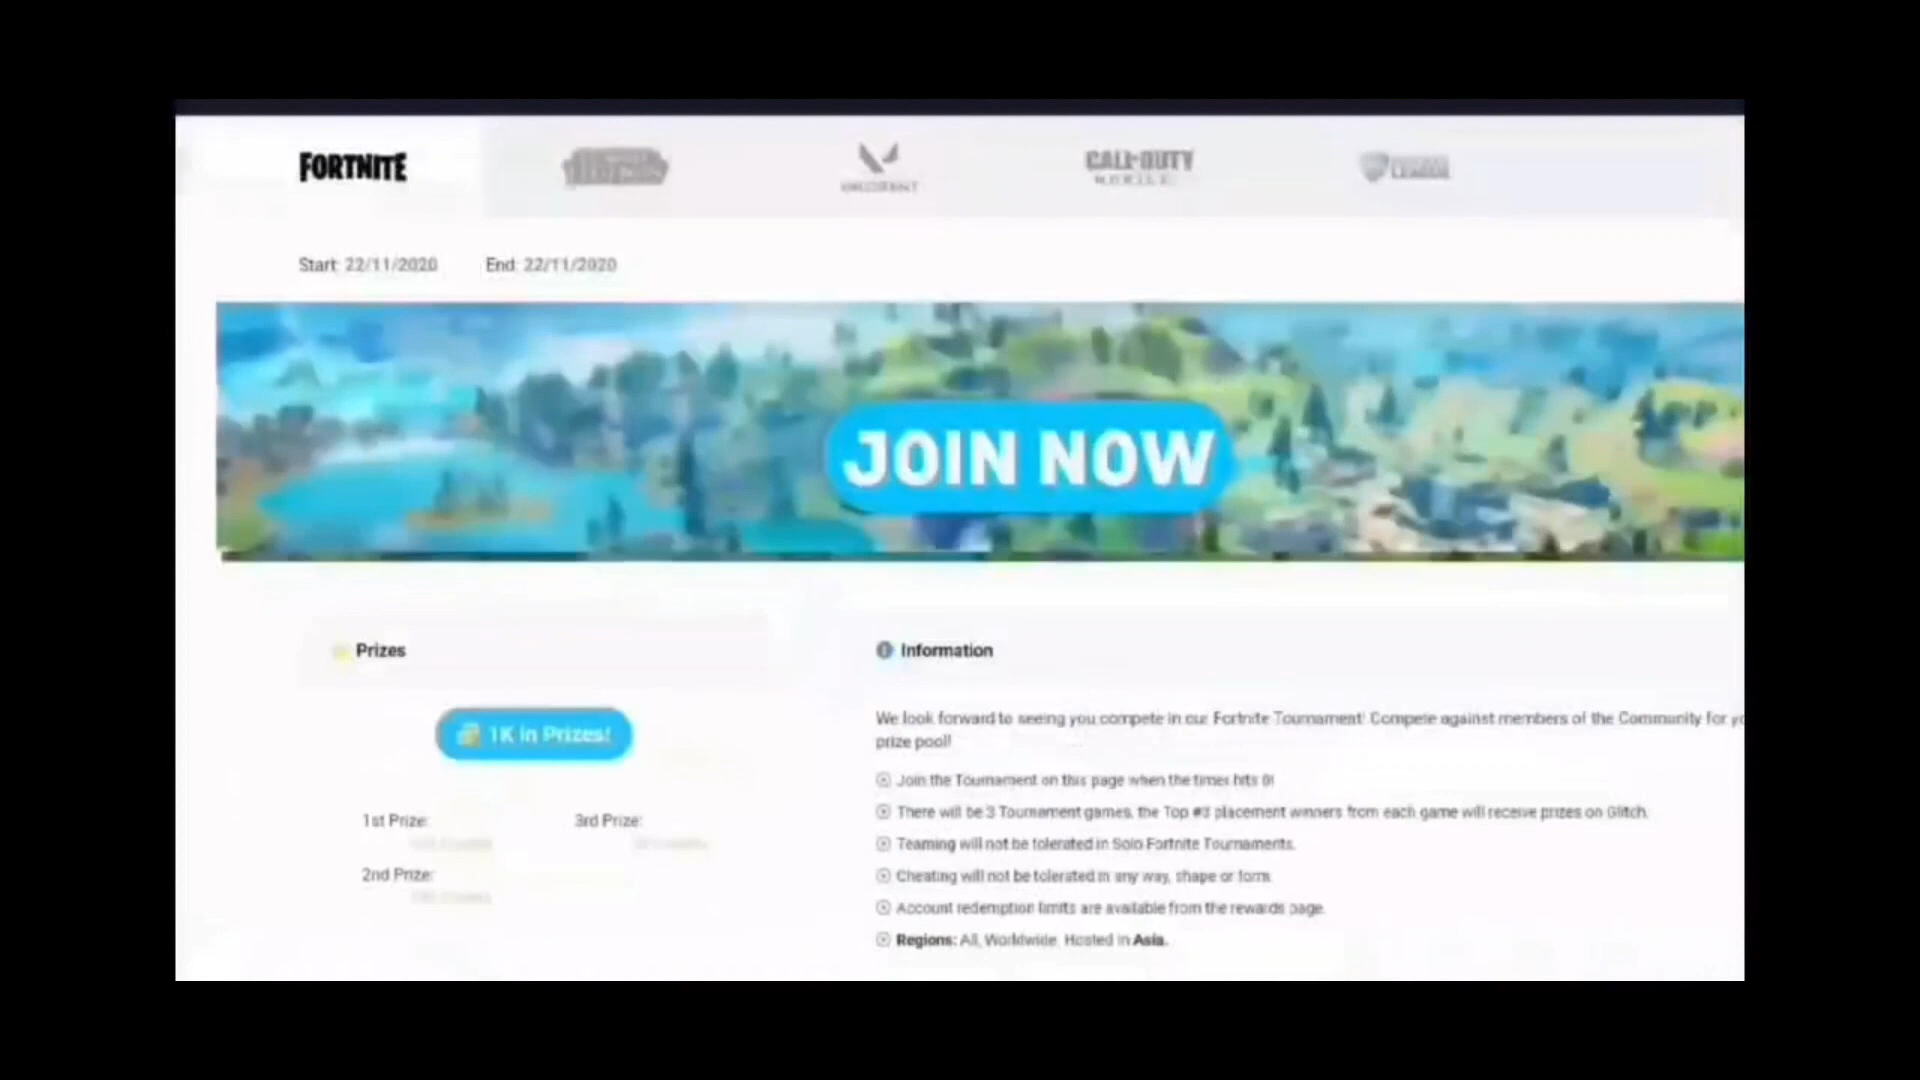 FORTNITE
VALORANT
CALL OF DUTY
MOBILE
LEAGUE
Start: 22/11/2020 End: 22/11/2020
JOIN NOW
Prizes
Information
1K in Prizes!
We look forward to seeing you compete in our Fortnite Tournament! Compete against members of the Community for
prize pool!
Join the Tournament on this page when the times hits 0!
1st Prize: 3rd Prize:
There will be 3 Tournament games, the Top #3 placement winners from each game will receive prizes on Glitch.
Teaming will not be tolerated in Solo Fortnite Tournaments.
2nd Prize:
Cheating will not be tolerated in any way, shape or form.
Account redemption limits are available from the rewards page.
Regions: All, Worldwide. Hosted in Asia.